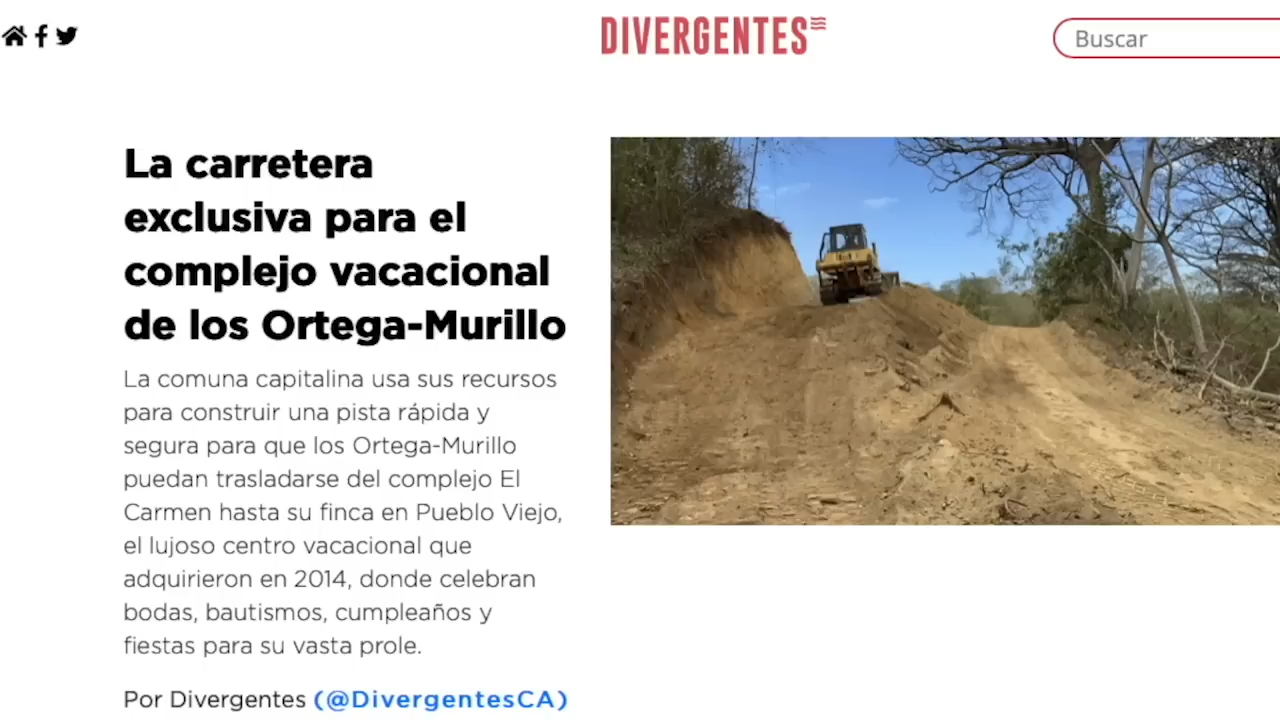 DIVERGENTES
Buscar
La carretera
exclusiva para el
complejo vacacional
de los Ortega-Murillo
La comuna capitalina usa sus recursos
para construir una pista rápida y
segura para que los Ortega-Murillo
puedan trasladarse del complejo El
Carmen hasta su finca en Pueblo Viejo,
el lujoso centro vacacional que
adquirieron en 2014, donde celebran
bodas, bautismos, cumpleaños y
fiestas para su vasta prole.
Por Divergentes (@DivergentesCA)